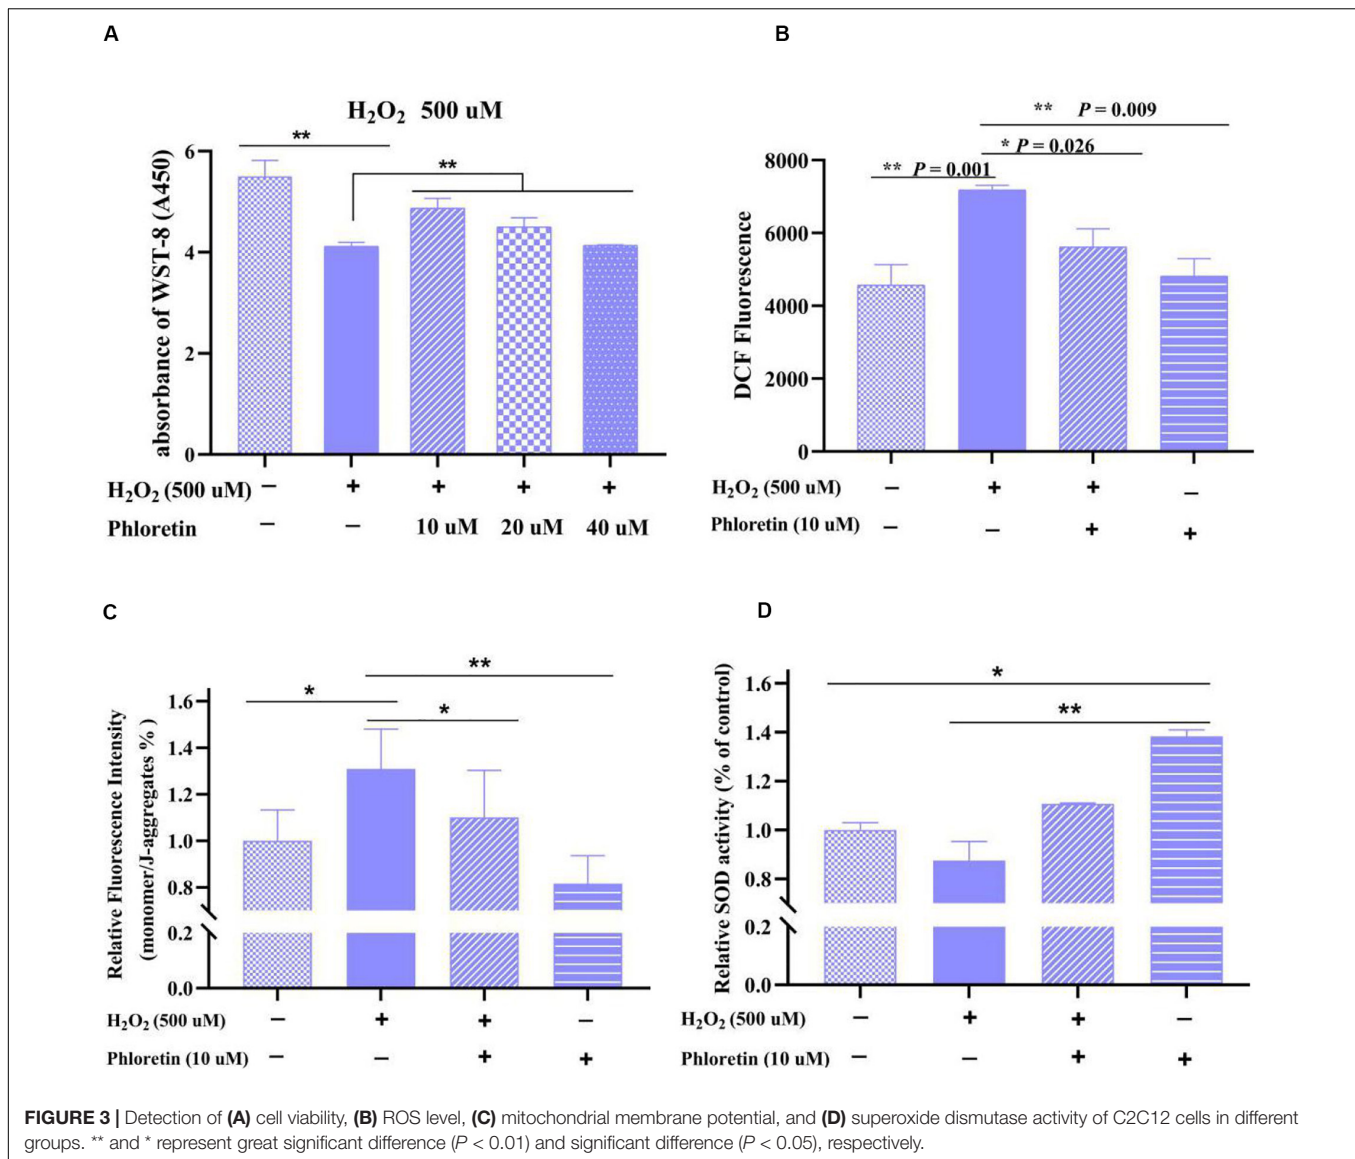 A
H₂O₂ 500 uM
**
**
absorbance of WST-8 (A450)
6
4
2
0
H₂O₂ (500 uM) – + + + +
Phloretin – – 10 uM 20 uM 40 uM
B
** P = 0.009
* P = 0.026
** P = 0.001
DCF Fluorescence
8000
6000
4000
2000
0
H₂O₂ (500 uM) – + + –
Phloretin (10 uM) – – + +
C
**
*
*
Relative Fluorescence Intensity
(monomer/J-aggregates %)
1.6
1.4
1.2
1.0
0.8
0.2
0.0
H₂O₂ (500 uM) – + + –
Phloretin (10 uM) – – + +
D
*
**
Relative SOD activity (% of control)
1.6
1.4
1.2
1.0
0.8
0.2
0.0
H₂O₂ (500 uM) – + + –
Phloretin (10 uM) – – + +
FIGURE 3 | Detection of (A) cell viability, (B) ROS level, (C) mitochondrial membrane potential, and (D) superoxide dismutase activity of C2C12 cells in different
groups. ** and * represent great significant difference (P < 0.01) and significant difference (P < 0.05), respectively.